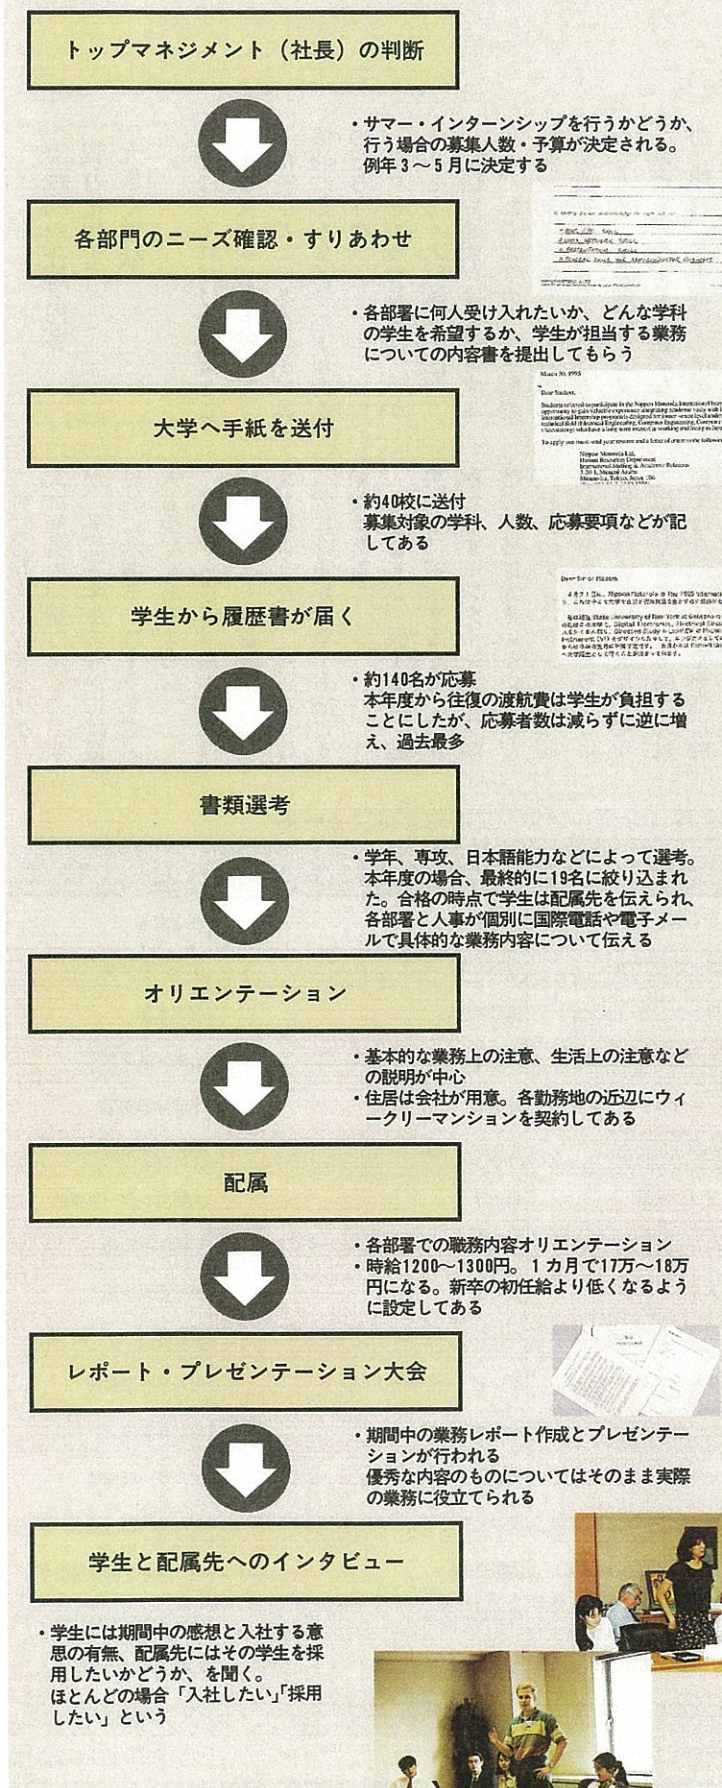 トップマネジメント（社長）の判断
・サマー・インターンシップを行うかどうか、
行う場合の募集人数・予算が決定される。
例年3〜5月に決定する
各部門のニーズ確認・すりあわせ
・各部署に何人受け入れたいか、どんな学科
の学生を希望するか、学生が担当する業務
についての内容書を提出してもらう
March 30, 1995
Dear Student,
大学へ手紙を送付
Nippon Motorola Ltd.
Human Resources Department
International Staffing & Academic Relations
・約40校に送付
募集対象の学科、人数、応募要項などが記
してある
学生から履歴書が届く
Dear Sir or Madam
・約140名が応募
本年度から往復の渡航費は学生が負担する
ことにしたが、応募者数は減らずに逆に増
え、過去最多
書類選考
・学年、専攻、日本語能力などによって選考。
本年度の場合、最終的に19名に絞り込まれ
た。合格の時点で学生は配属先を伝えられ、
各部署と人事が個別に国際電話や電子メー
ルで具体的な業務内容について伝える
オリエンテーション
・基本的な業務上の注意、生活上の注意など
の説明が中心
・住居は会社が用意。各勤務地の近辺にウィ
ークリーマンションを契約してある
配属
・各部署での職務内容オリエンテーション
・時給1200〜1300円。1カ月で17万〜18万
円になる。新卒の初任給より低くなるよう
に設定してある
レポート・プレゼンテーション大会
・期間中の業務レポート作成とプレゼンテー
ションが行われる
優秀な内容のものについてはそのまま実際
の業務に役立てられる
学生と配属先へのインタビュー
・学生には期間中の感想と入社する意
思の有無、配属先にはその学生を採
用したいかどうか、を聞く。
ほとんどの場合「入社したい」「採用
したい」という